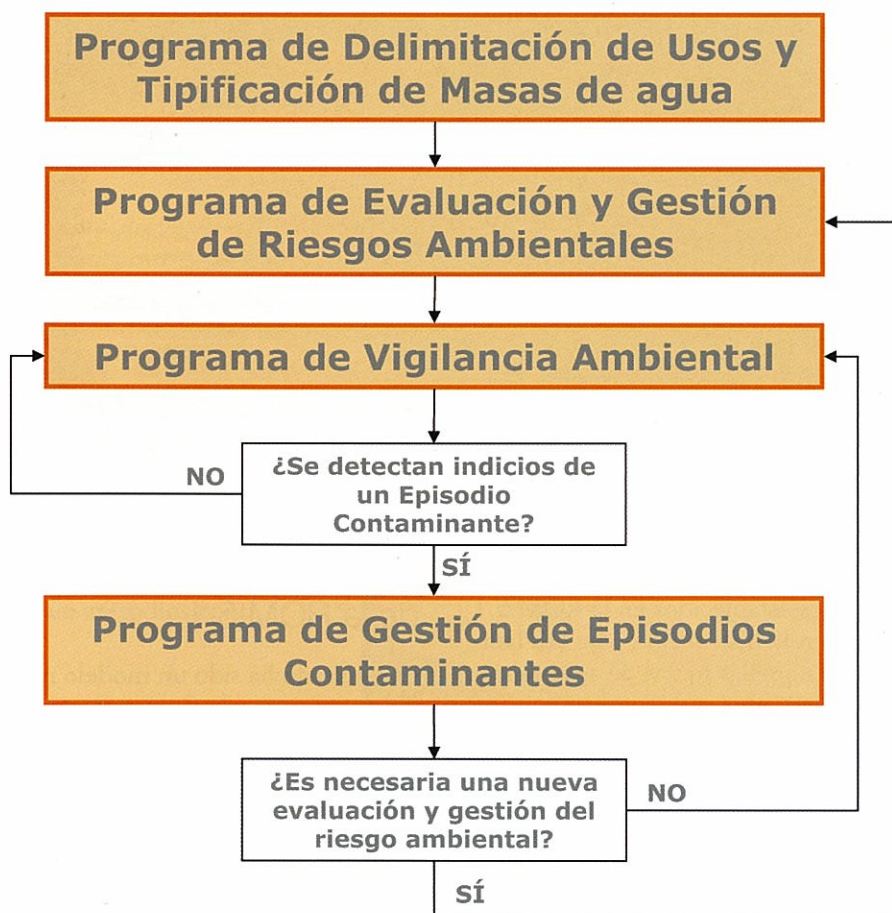 Programa de Delimitación de Usos y
Tipificación de Masas de agua
Programa de Evaluación y Gestión
de Riesgos Ambientales
Programa de Vigilancia Ambiental
NO
¿Se detectan indicios de
un Episodio
Contaminante?
SÍ
Programa de Gestión de Episodios
Contaminantes
¿Es necesaria una nueva
evaluación y gestión del
riesgo ambiental?
NO
SÍ